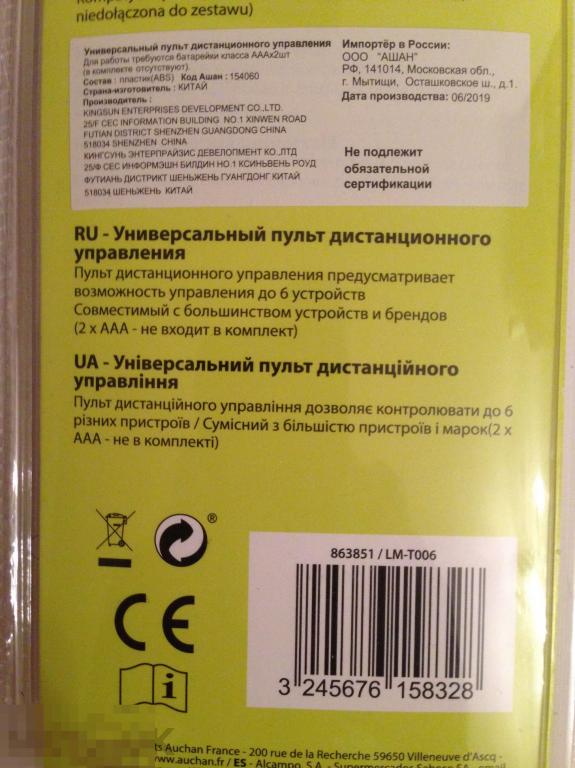 niedołączona do zestawu)
Универсальный пульт дистанционного управления
Для работы требуются батарейки класса АААх2шт
(в комплекте отсутствуют).
Состав : пластик(ABS) Код Ашан : 154060
Страна-изготовитель : КИТАЙ
Производитель :
KINGSUN ENTERPRISES DEVELOPMENT CO.,LTD.
25/F CEC INFORMATION BUILDING NO.1 XINWEN ROAD
FUTIAN DISTRICT SHENZHEN GUANGDONG CHINA
518034 SHENZHEN CHINA
КИНГСУНЬ ЭНТЕРПРАЙЗИС ДЕВЕЛОПМЕНТ КО.,ЛТД
25/Ф СЕС ИНФОРМЭШН БИЛДИН НО.1 КСИНЬВЕНЬ РОУД
ФУТИАНЬ ДИСТРИКТ ШЕНЬЖЕНЬ ГУАНГДОНГ КИТАЙ
518034 ШЕНЬЖЕНЬ КИТАЙ
Импортёр в России:
ООО "АШАН"
РФ, 141014, Московская обл.,
г. Мытищи, Осташковское ш., д.1.
Дата производства: 06/2019
Не подлежит
обязательной
сертификации
RU - Универсальный пульт дистанционного
управления
Пульт дистанционного управления предусматривает
возможность управления до 6 устройств
Совместимый с большинством устройств и брендов
(2 x AAA - не входит в комплект)
UA - Універсальний пульт дистанційного
управління
Пульт дистанційного управління дозволяє контролювати до 6
різних пристроїв / Сумісний з більшістю пристроїв і марок(2 x
AAA - не в комплекті)
®
863851 / LM-T006
CE
i
3 245676 158328
ts Auchan France - 200 rue de la Recherche 59650 Villeneuve d'Ascq -
www.auchan.fr / ES - Alcampo, S.A. - Supermercados Sabeco S.A.